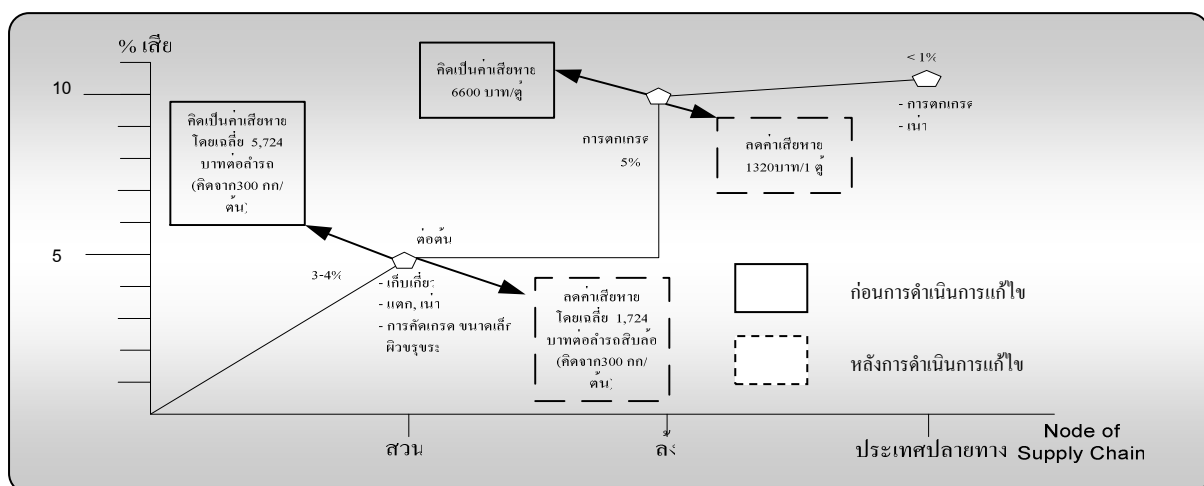 % เสีย
10
5
คิดเป็นค่าเสียหาย
โดยเฉลี่ย 5,724
บาทต่อลำรถ
(คิดจาก300 กก/
ต้น)
3-4%
ต่อต้น
- เก็บเกี่ยว
- แตก, เน่า
- การคัดเกรด ขนาดเล็ก
ผิวขรุขระ
คิดเป็นค่าเสียหาย
6600 บาท/ตู้
การตกเกรด
5%
ลดค่าเสียหาย
1320บาท/1 ตู้
< 1%
- การตกเกรด
- เน่า
ลดค่าเสียหาย
โดยเฉลี่ย 1,724
บาทต่อลำรถสิบล้อ
(คิดจาก300 กก/
ต้น)
ก่อนการดำเนินการแก้ไข
หลังการดำเนินการแก้ไข
สวน
ล้ง
ประเทศปลายทาง
Node of
Supply Chain